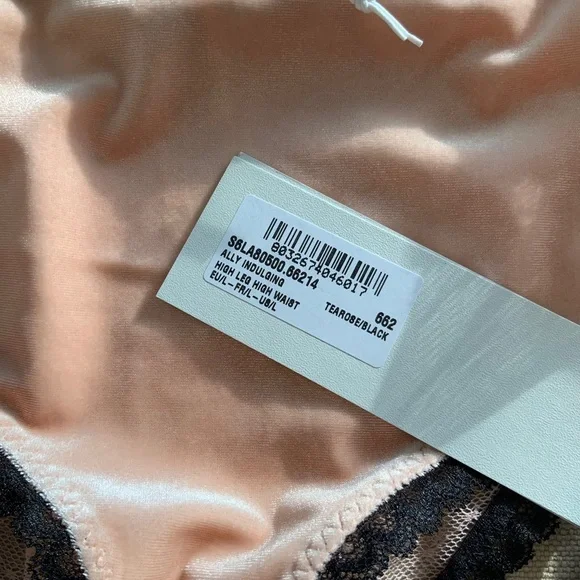 8032674046017
S6LA80500.66214
ALLY INDULGING
HIGH LEG HIGH WAIST
EU/L-FR/L-US/L
662
TEAROSE/BLACK